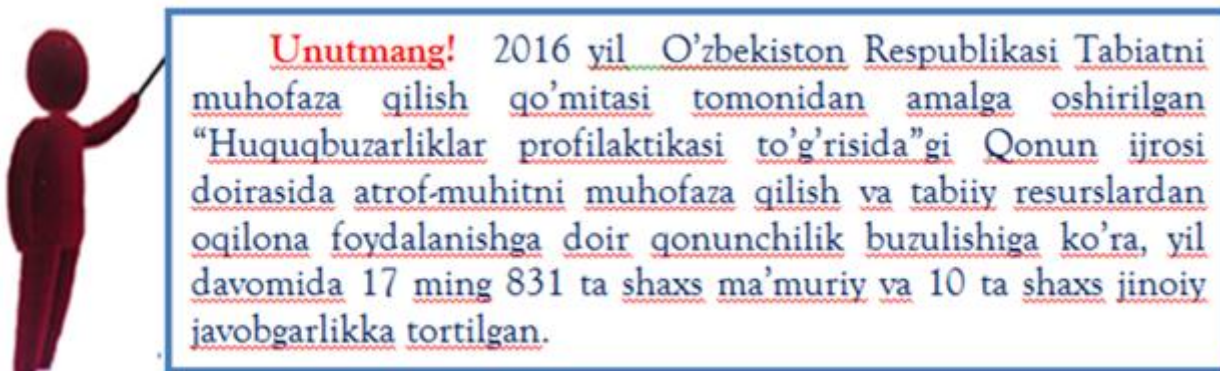 Unutmang! 2016 yil O'zbekiston Respublikasi Tabiatni
muhofaza qilish qo'mitasi tomonidan amalga oshirilgan
“Huquqbuzarliklar profilaktikasi to'g'risida”gi Qonun ijrosi
doirasida atrof-muhitni muhofaza qilish va tabiiy resurslardan
oqilona foydalanishga doir qonunchilik buzulishiga ko'ra, yil
davomida 17 ming 831 ta shaxs ma'muriy va 10 ta shaxs jinoiy
javobgarlikka tortilgan.